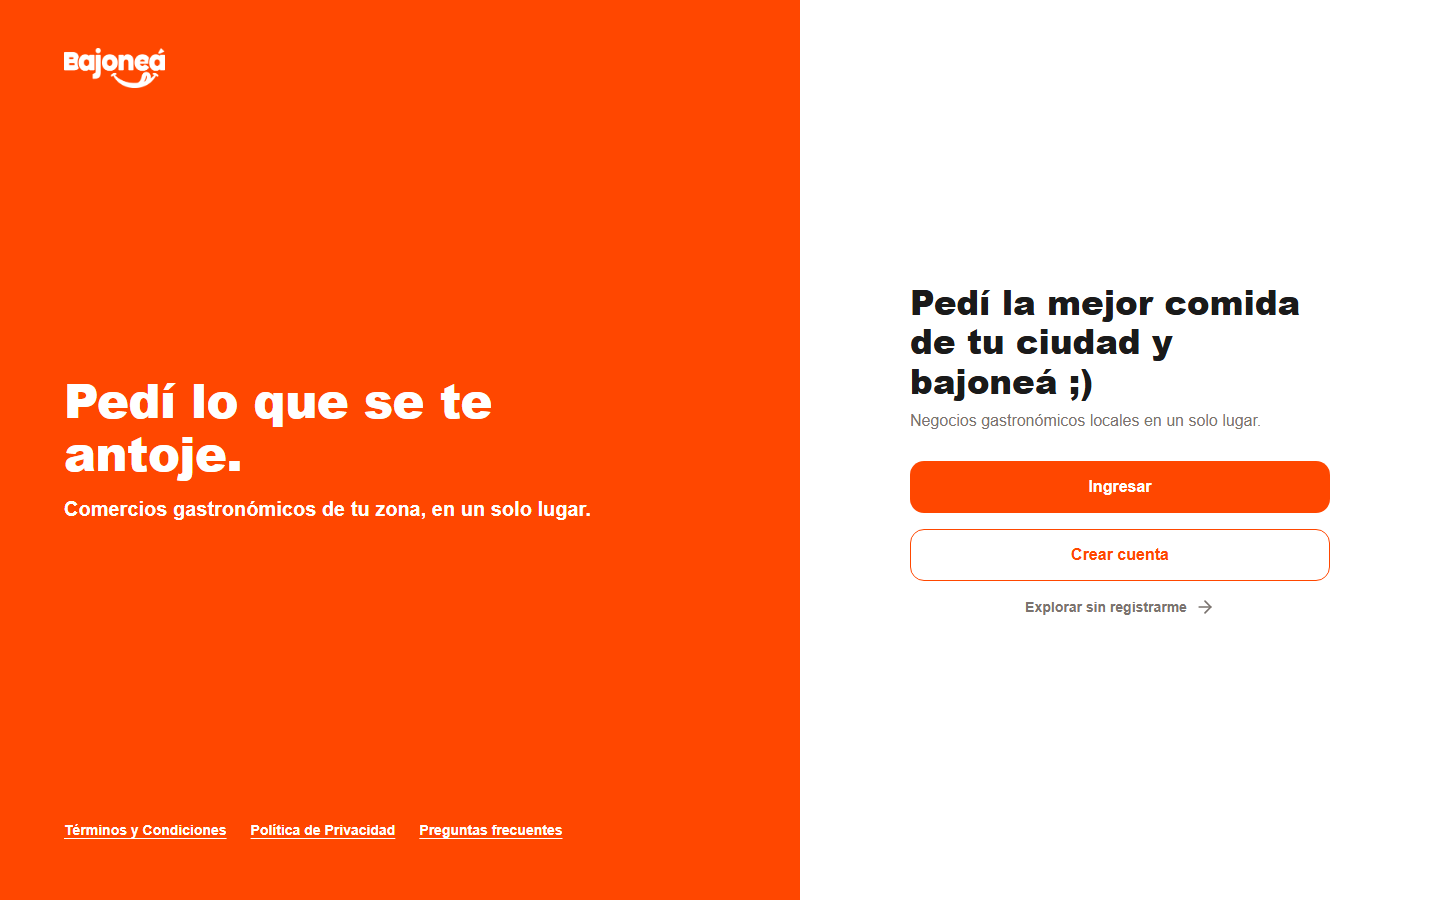 Bajoneá
Pedí lo que se te
antoje.
Comercios gastronómicos de tu zona, en un solo lugar.
Términos y Condiciones
Política de Privacidad
Preguntas frecuentes
Pedí la mejor comida
de tu ciudad y
bajoneá ;)
Negocios gastronómicos locales en un solo lugar.
Ingresar
Crear cuenta
Explorar sin registrarme